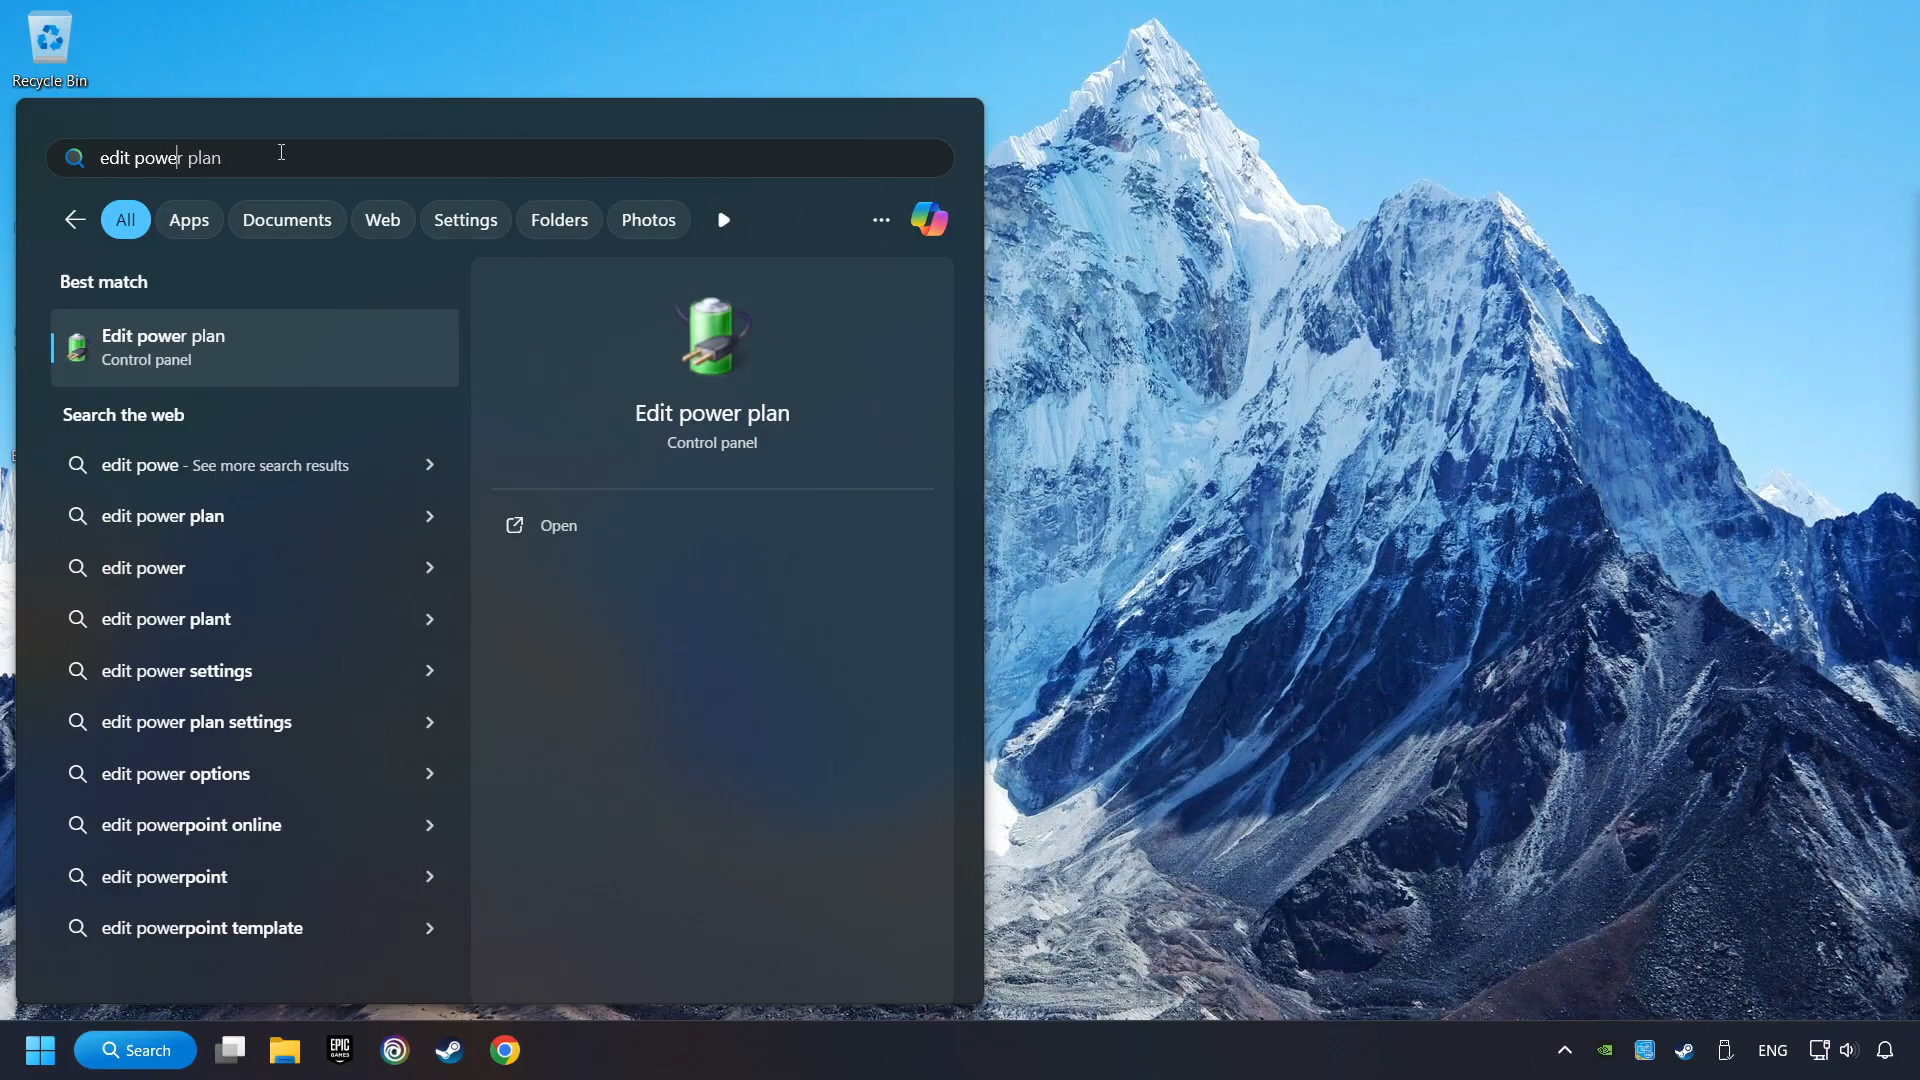 Recycle Bin
edit power plan
All
Apps
Documents
Web
Settings
Folders
Photos
Best match
Edit power plan
Control panel
Search the web
edit powe - See more search results
edit power plan
edit power
edit power plant
edit power settings
edit power plan settings
edit power options
edit powerpoint online
edit powerpoint
edit powerpoint template
Edit power plan
Control panel
Open
Search
EPIC
GAMES
ENG